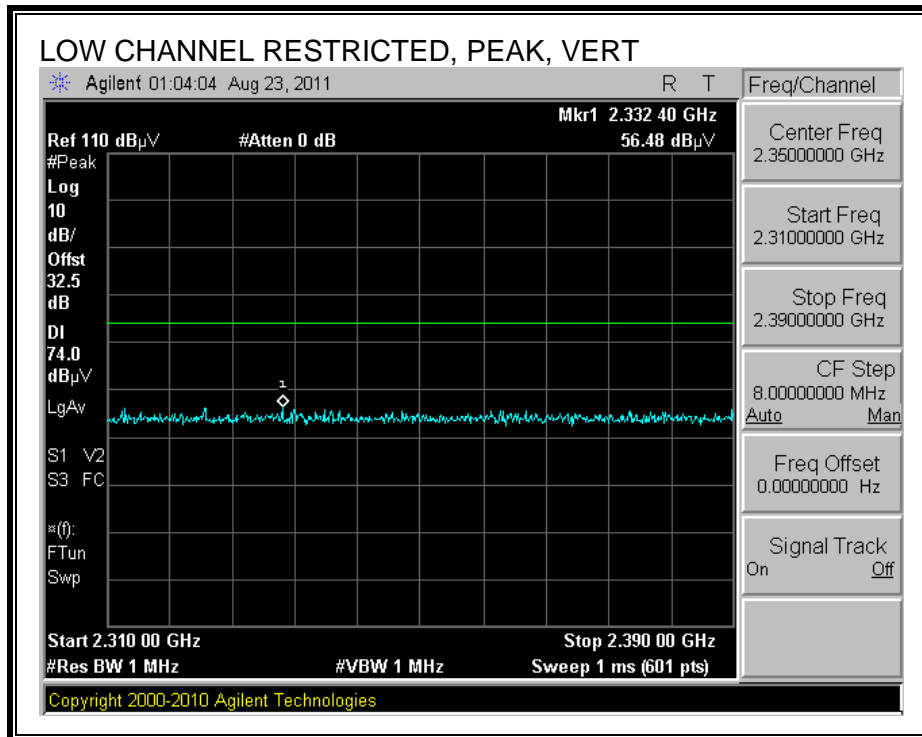 LOW CHANNEL RESTRICTED, PEAK, VERT
Agilent 01:04:04 Aug 23, 2011 R T
Mkr1 2.332 40 GHz
Ref 110 dBµV #Atten 0 dB 56.48 dBµV
#Peak
Log
10
dB/
Offst
32.5
dB
DI
74.0
dBµV
LgAv
1
S1 V2
S3 FC
¤(f):
FTun
Swp
Start 2.310 00 GHz Stop 2.390 00 GHz
#Res BW 1 MHz #VBW 1 MHz Sweep 1 ms (601 pts)
Copyright 2000-2010 Agilent Technologies
Freq/Channel
Center Freq
2.35000000 GHz
Start Freq
2.31000000 GHz
Stop Freq
2.39000000 GHz
CF Step
8.00000000 MHz
Auto Man
Freq Offset
0.00000000 Hz
Signal Track
On Off